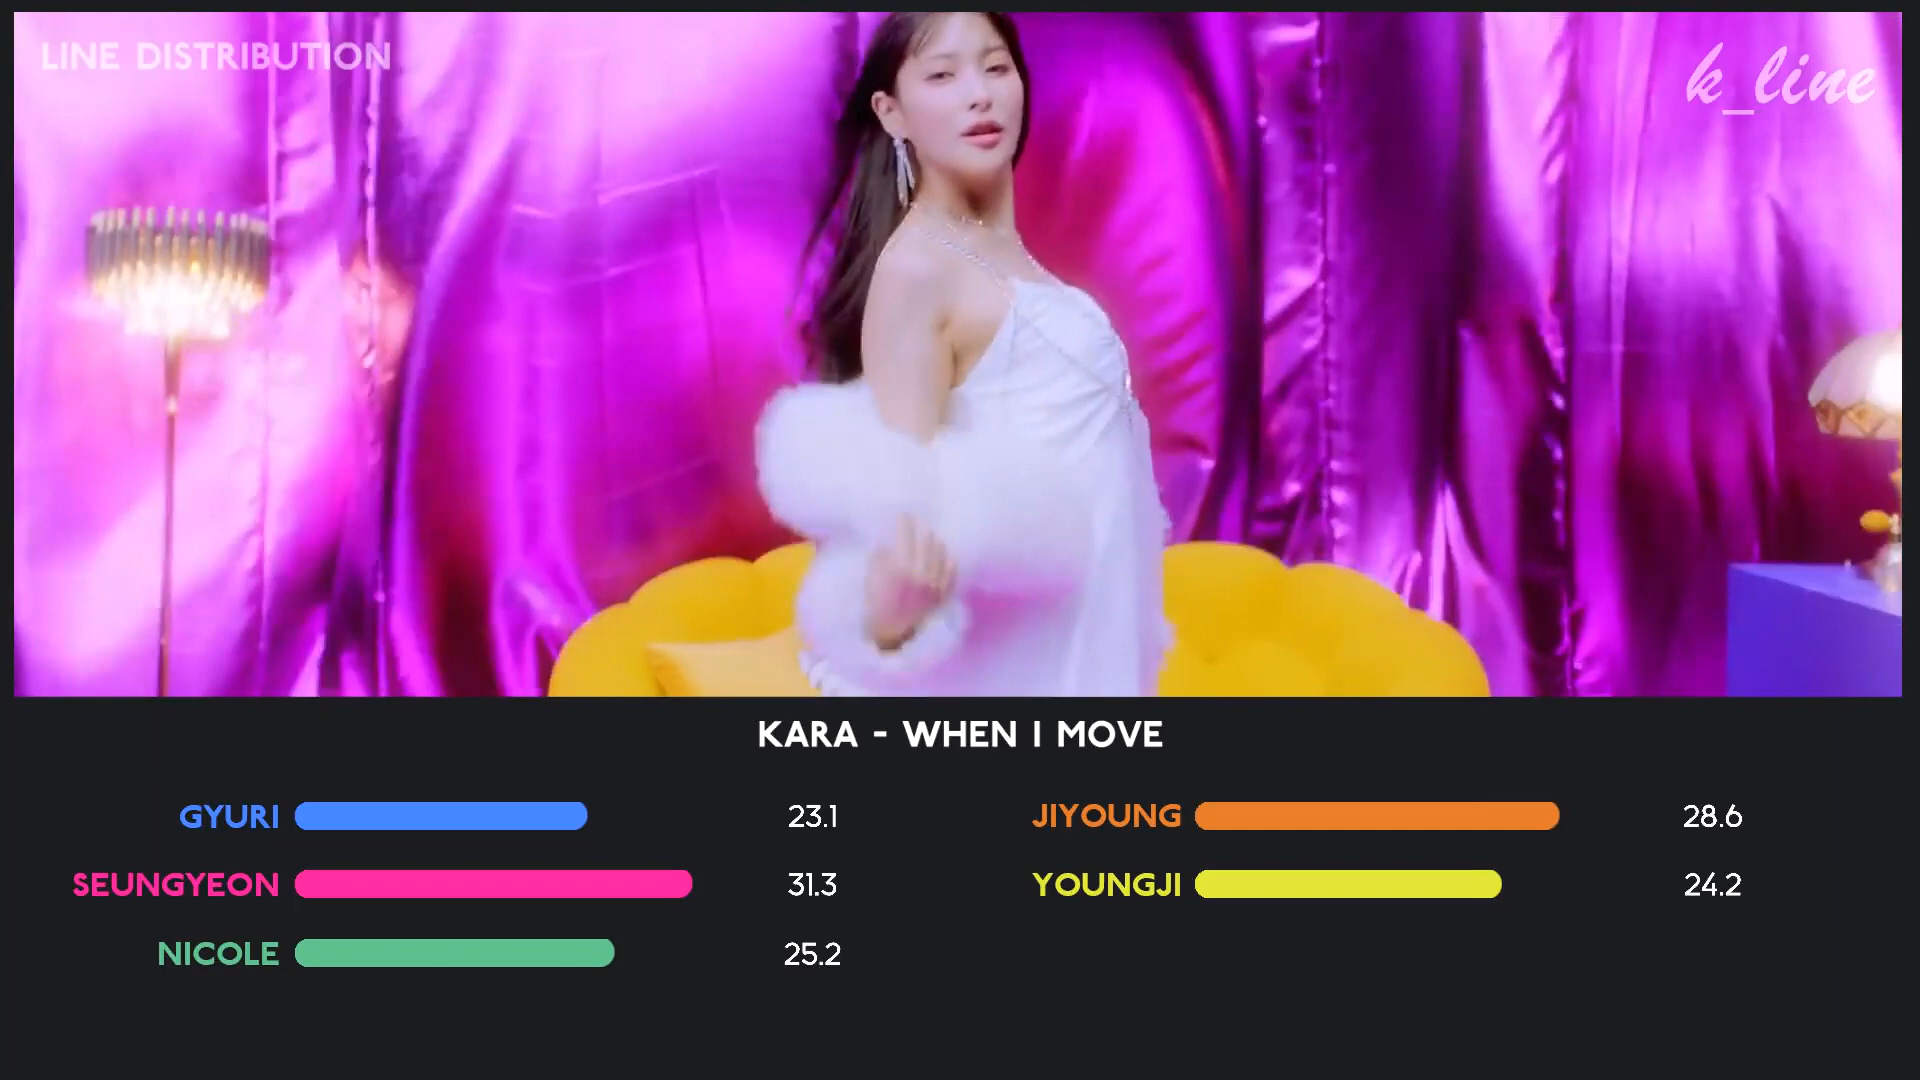 LINE DISTRIBUTION
k_line
KARA - WHEN I MOVE
GYURI 23.1
SEUNGYEON 31.3
NICOLE 25.2
JIYOUNG 28.6
YOUNGJI 24.2